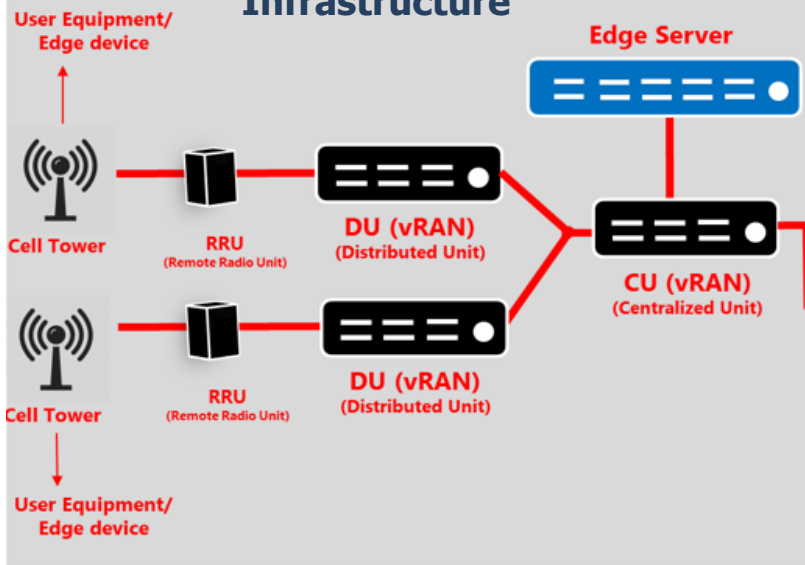 Infrastructure
User Equipment/
Edge device
Edge Server
Cell Tower
RRU
(Remote Radio Unit)
DU (vRAN)
(Distributed Unit)
CU (vRAN)
(Centralized Unit)
Cell Tower
RRU
(Remote Radio Unit)
DU (vRAN)
(Distributed Unit)
User Equipment/
Edge device